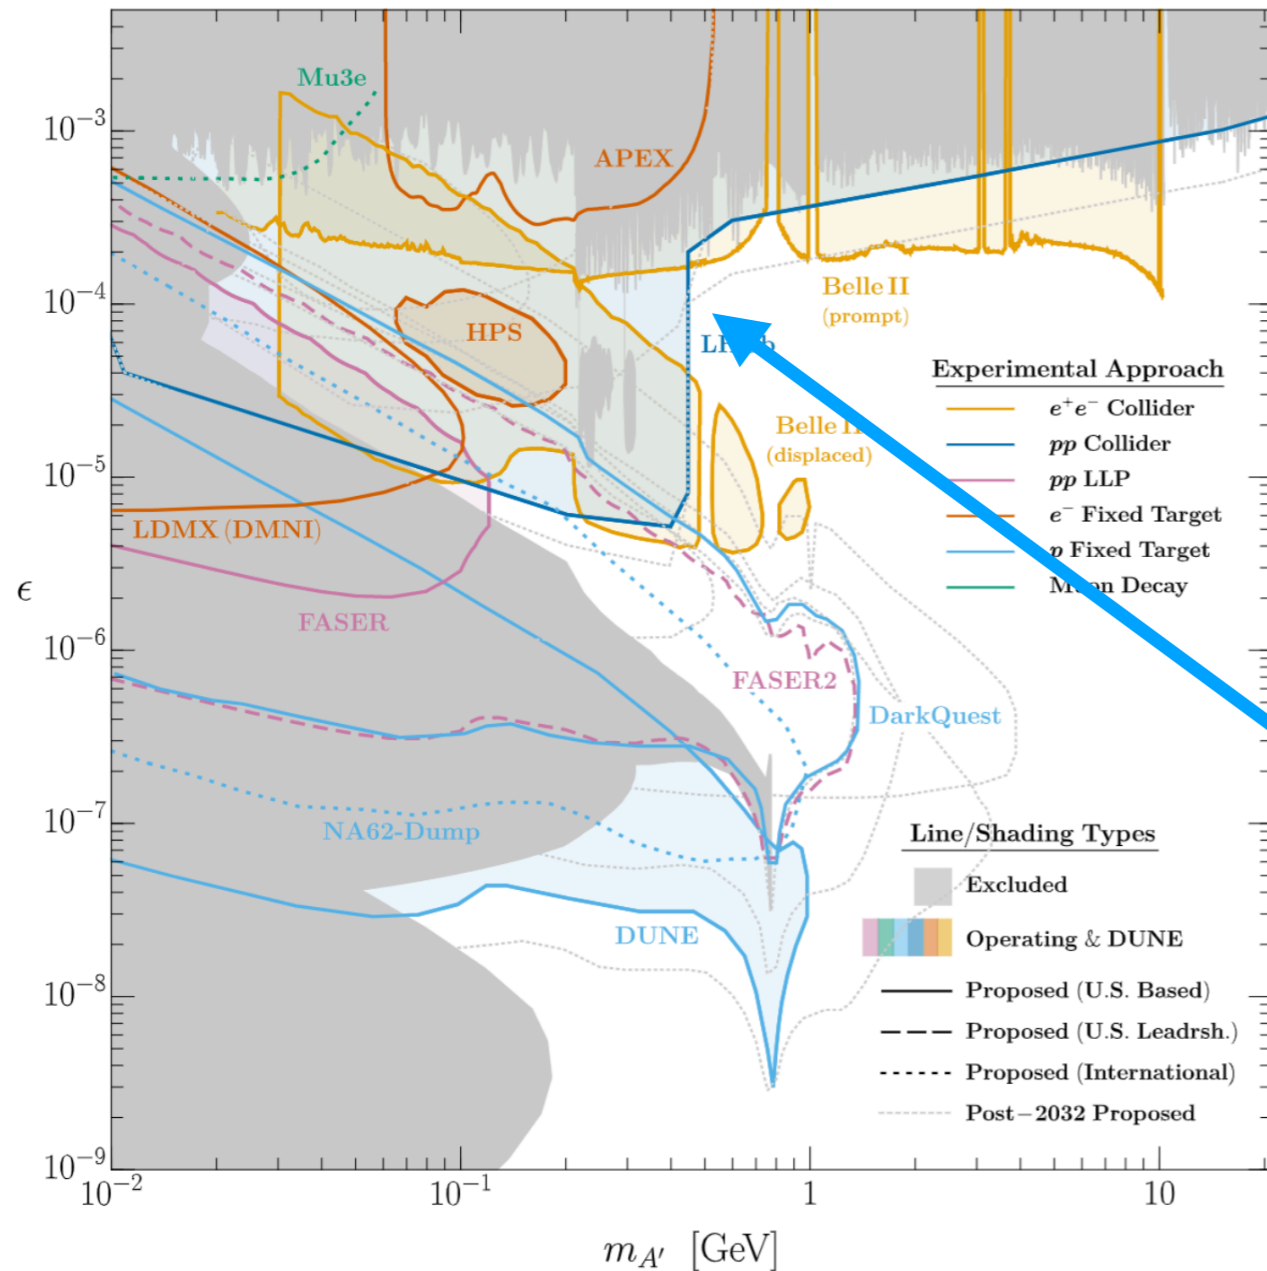 Mu3e
APEX
HPS
Belle II
(prompt)
Belle
(displaced)
LDMX (DMNI)
FASER
FASER2
DarkQuest
NA62-Dump
DUNE
Experimental Approach
e⁺e⁻ Collider
pp Collider
pp LLP
e⁻ Fixed Target
p Fixed Target
Decay
Line/Shading Types
Excluded
Operating & DUNE
Proposed (U.S. Based)
Proposed (U.S. Leadrsh.)
Proposed (International)
Post−2032 Proposed
ϵ
10⁻³
10⁻⁴
10⁻⁵
10⁻⁶
10⁻⁷
10⁻⁸
10⁻⁹
10⁻² 10⁻¹ 1 10
m_A′ [GeV]